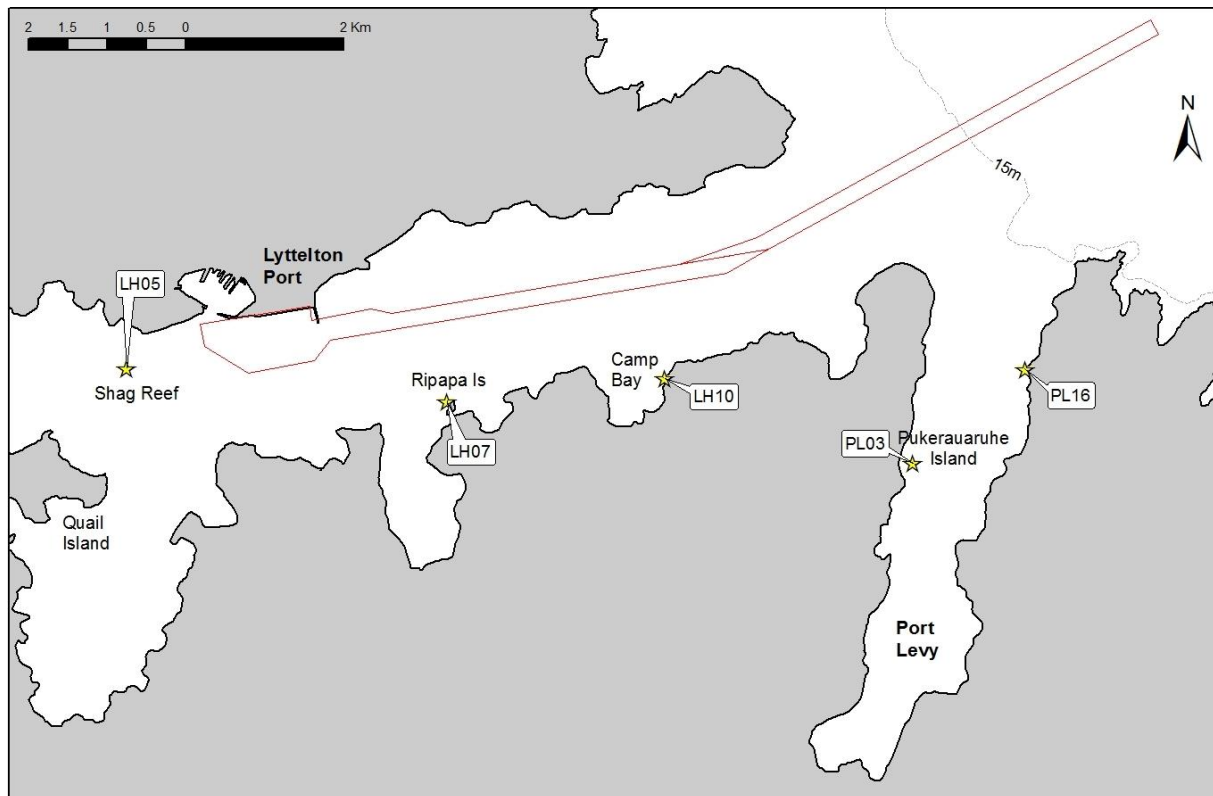 2 1.5 1 0.5 0 2 Km
N
15m
Lyttelton
Port
LH05
Shag Reef
Ripapa Is
LH07
Camp
Bay
LH10
PL16
PL03
Pukerauaruhe
Island
Quail
Island
Port
Levy